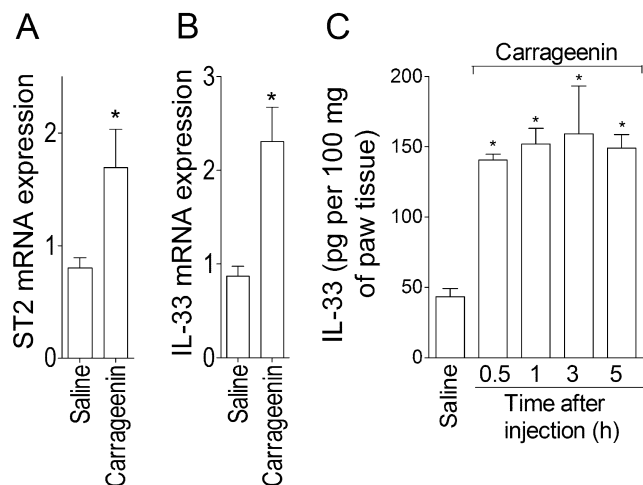 A
ST2 mRNA expression
2
1
0
*
Saline
Carrageenin
B
IL-33 mRNA expression
3
2
1
0
*
Saline
Carrageenin
C
Carrageenin
IL-33 (pg per 100 mg
of paw tissue)
200
150
100
50
0
* * * *
Saline
0.5 1 3 5
Time after
injection (h)